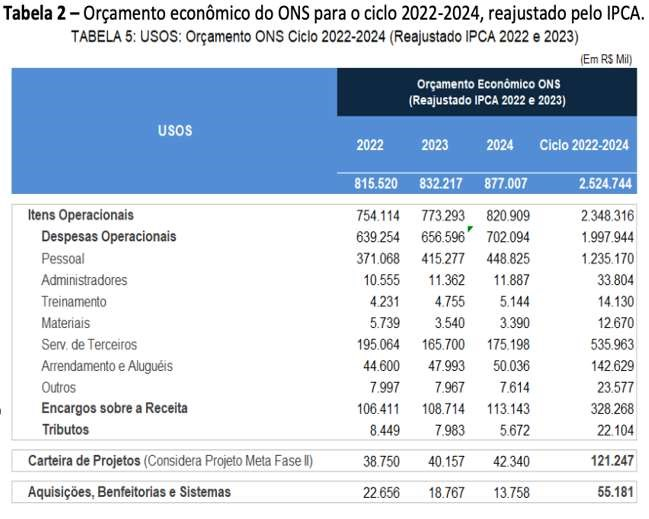 Tabela 2 – Orçamento econômico do ONS para o ciclo 2022-2024, reajustado pelo IPCA.
TABELA 5: USOS: Orçamento ONS Ciclo 2022-2024 (Reajustado IPCA 2022 e 2023)
(Em R$ Mil)
USOS
Orçamento Econômico ONS
(Reajustado IPCA 2022 e 2023)
2022 2023 2024 Ciclo 2022-2024
815.520 832.217 877.007 2.524.744
Itens Operacionais 754.114 773.293 820.909 2.348.316
Despesas Operacionais 639.254 656.596 702.094 1.997.944
Pessoal 371.068 415.277 448.825 1.235.170
Administradores 10.555 11.362 11.887 33.804
Treinamento 4.231 4.755 5.144 14.130
Materiais 5.739 3.540 3.390 12.670
Serv. de Terceiros 195.064 165.700 175.198 535.963
Arrendamento e Aluguéis 44.600 47.993 50.036 142.629
Outros 7.997 7.967 7.614 23.577
Encargos sobre a Receita 106.411 108.714 113.143 328.268
Tributos 8.449 7.983 5.672 22.104
Carteira de Projetos (Considera Projeto Meta Fase II) 38.750 40.157 42.340 121.247
Aquisições, Benfeitorias e Sistemas 22.656 18.767 13.758 55.181